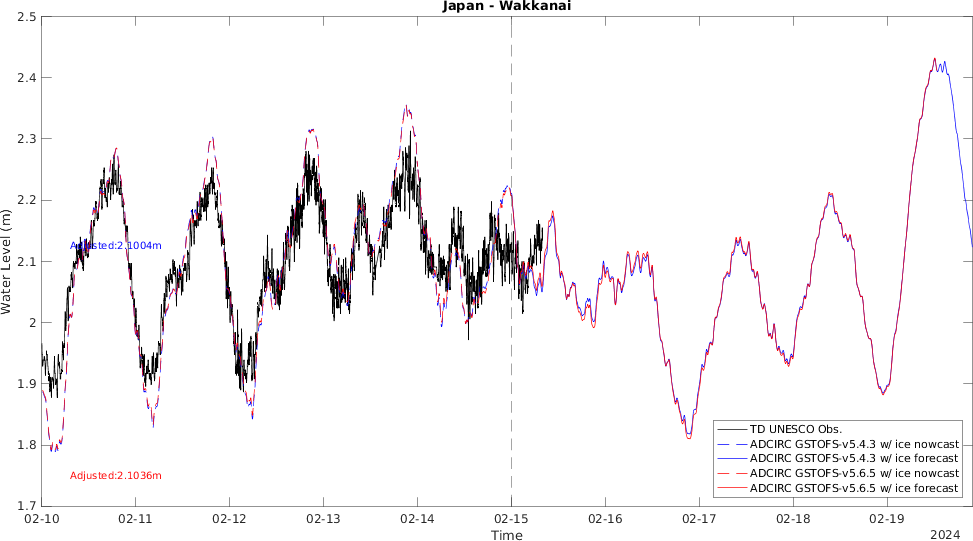 Japan - Wakkanai
2.5
2.4
2.3
2.2
2.1
2
1.9
1.8
1.7
Water Level (m)
Adjusted:2.1004m
Adjusted:2.1036m
TD UNESCO Obs.
ADCIRC GSTOFS-v5.4.3 w/ ice nowcast
ADCIRC GSTOFS-v5.4.3 w/ ice forecast
ADCIRC GSTOFS-v5.6.5 w/ ice nowcast
ADCIRC GSTOFS-v5.6.5 w/ ice forecast
02-10 02-11 02-12 02-13 02-14 02-15 02-16 02-17 02-18 02-19
Time
2024